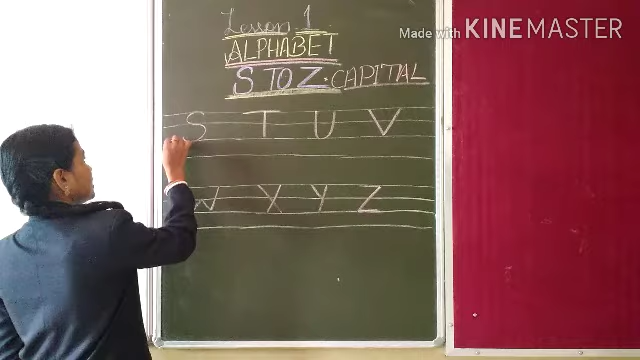 Lesson 1
Made with KINEMASTER
ALPHABET
S TO Z. CAPITAL
S T U V
W X Y Z